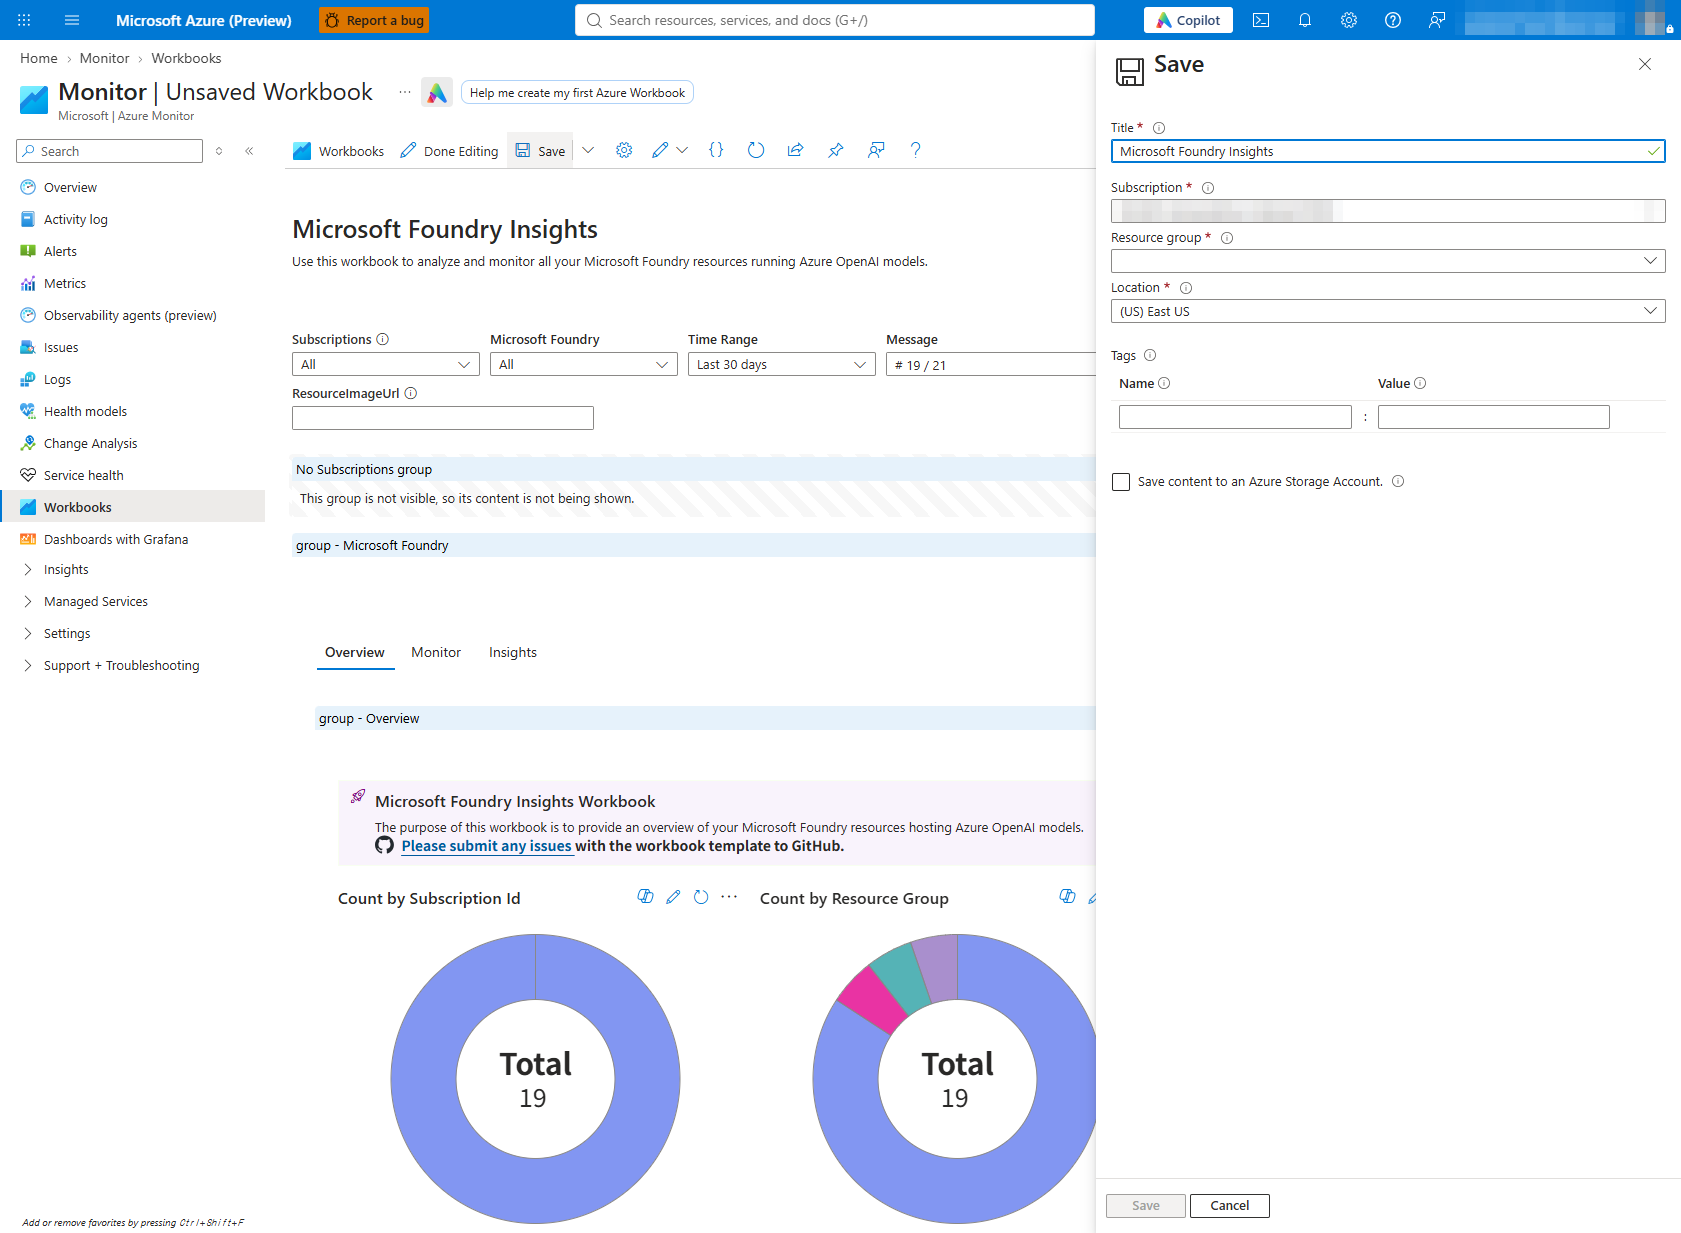 Microsoft Azure (Preview)
Report a bug
Search resources, services, and docs (G+/)
Copilot
Home > Monitor > Workbooks
Monitor | Unsaved Workbook
...
Help me create my first Azure Workbook
Microsoft | Azure Monitor
Search
Overview
Activity log
Alerts
Metrics
Observability agents (preview)
Issues
Logs
Health models
Change Analysis
Service health
Workbooks
Dashboards with Grafana
Insights
Managed Services
Settings
Support + Troubleshooting
Add or remove favorites by pressing Ctrl+Shift+F
Workbooks
Done Editing
Save
Microsoft Foundry Insights
Use this workbook to analyze and monitor all your Microsoft Foundry resources running Azure OpenAI models.
Subscriptions
All
Microsoft Foundry
All
Time Range
Last 30 days
Message
# 19 / 21
ResourceImageUrl
No Subscriptions group
This group is not visible, so its content is not being shown.
group - Microsoft Foundry
Overview
Monitor
Insights
group - Overview
Microsoft Foundry Insights Workbook
The purpose of this workbook is to provide an overview of your Microsoft Foundry resources hosting Azure OpenAI models.
Please submit any issues with the workbook template to GitHub.
Count by Subscription Id
Total
19
Count by Resource Group
Total
19
Save
Title *
Microsoft Foundry Insights
Subscription *
Resource group *
Location *
(US) East US
Tags
Name
Value
:
Save content to an Azure Storage Account.
Save
Cancel